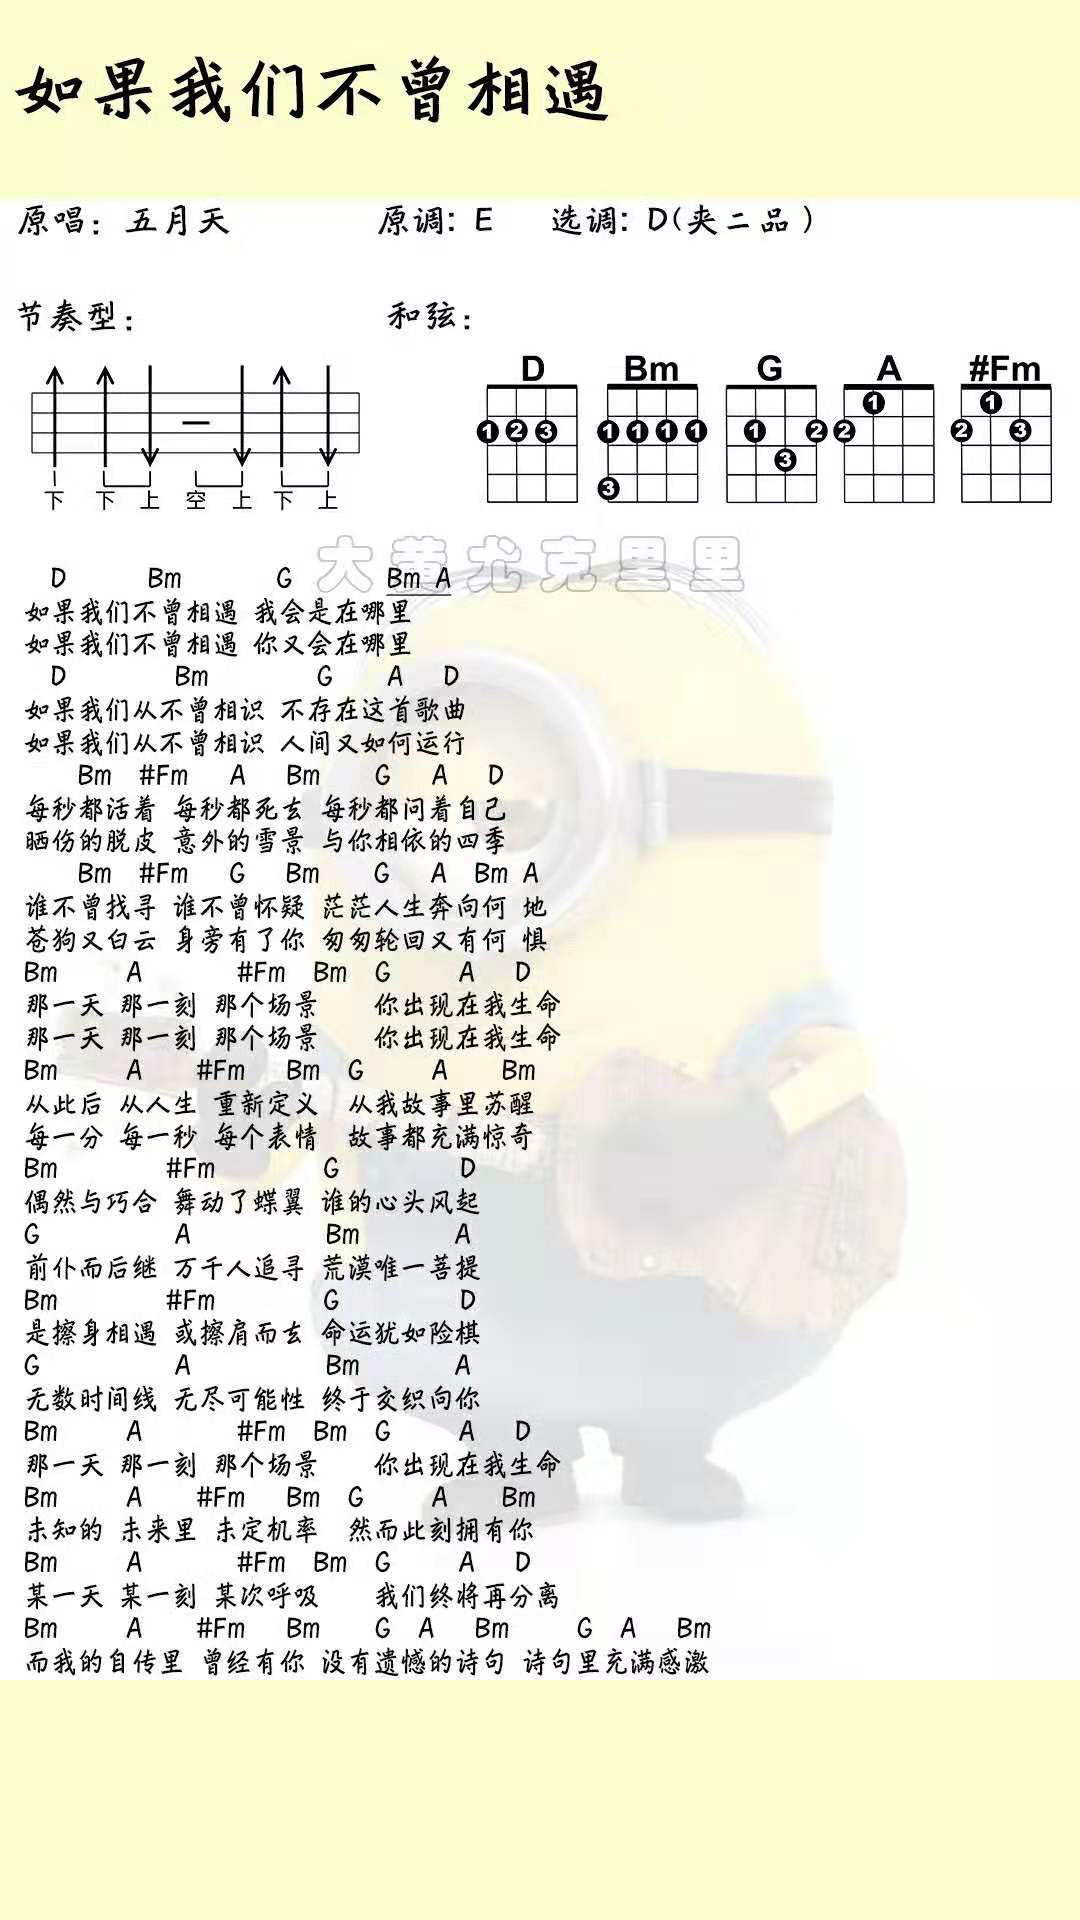 如果我们不曾相遇
原唱：五月天 原调：E 选调：D(夹二品)
节奏型： 和弦：
D Bm G A #Fm
1 2 3 1 1 1 1 3 1 2 3 1 2 1 2 3
下 下 上 空 上 下 上
大黄尤克里里
D Bm G Bm A
如果我们不曾相遇 我会是在哪里
如果我们不曾相遇 你又会在哪里
D Bm G A D
如果我们从不曾相识 不存在这首歌曲
如果我们从不曾相识 人间又如何运行
Bm #Fm A Bm G A D
每秒都活着 每秒都死去 每秒都问着自己
晒伤的脱皮 意外的雪景 与你相依的四季
Bm #Fm G Bm G A Bm A
谁不曾找寻 谁不曾怀疑 茫茫人生奔向何 地
苍狗又白云 身旁有了你 匆匆轮回又有何 惧
Bm A #Fm Bm G A D
那一天 那一刻 那个场景 你出现在我生命
那一天 那一刻 那个场景 你出现在我生命
Bm A #Fm Bm G A Bm
从此后 从人生 重新定义 从我故事里苏醒
每一分 每一秒 每个表情 故事都充满惊奇
Bm #Fm G D
偶然与巧合 舞动了蝶翼 谁的心头风起
G A Bm A
前仆而后继 万千人追寻 荒漠唯一菩提
Bm #Fm G D
是擦身相遇 或擦肩而去 命运犹如险棋
G A Bm A
无数时间线 无尽可能性 终于交织向你
Bm A #Fm Bm G A D
那一天 那一刻 那个场景 你出现在我生命
Bm A #Fm Bm G A Bm
未知的 未来里 未定机率 然而此刻拥有你
Bm A #Fm Bm G A D
某一天 某一刻 某次呼吸 我们终将再分离
Bm A #Fm Bm G A Bm G A Bm
而我的自传里 曾经有你 没有遗憾的诗句 诗句里充满感激